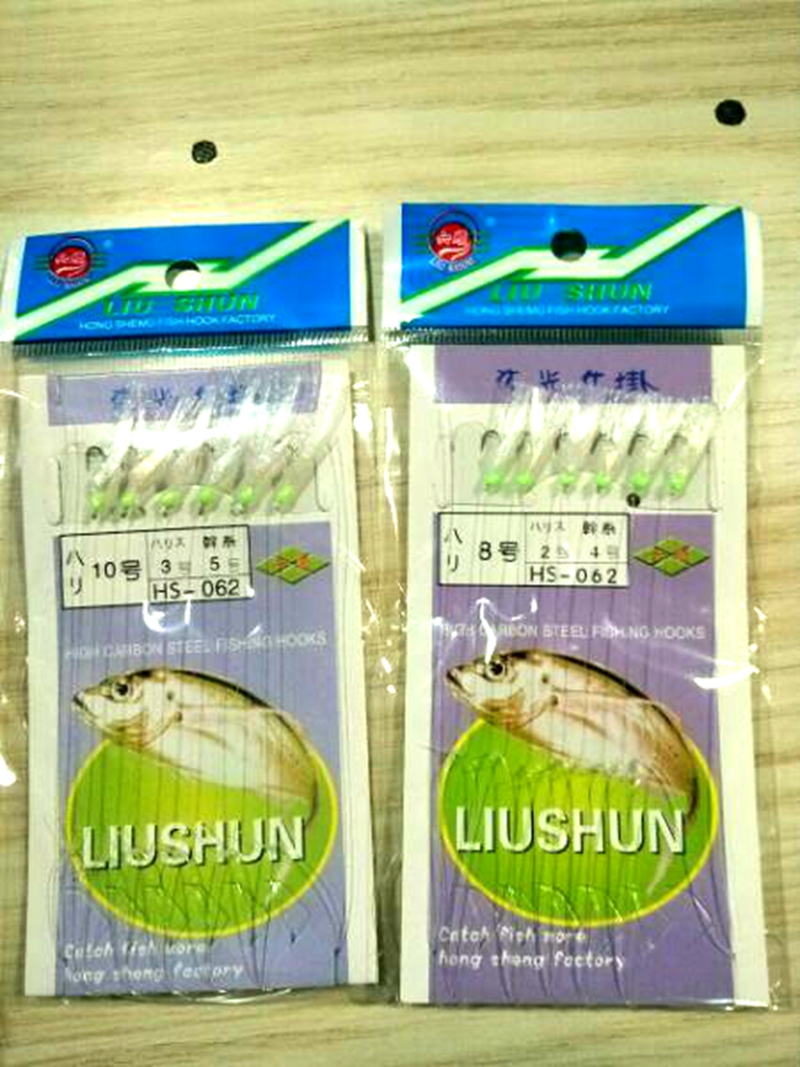 LIU SHUN
HONG SHENG FISH HOOK FACTORY
ハリ 10号
ハリス 幹糸
3号 5号
HS-062
HIGH CARBON STEEL FISHING HOOKS
LIUSHUN
Catch fish more
hong sheng factory
LIU SHUN
LIU SHUN
HONG SHENG FISH HOOK FACTORY
ハリ 8号
ハリス 幹糸
2号 4号
HS-062
HIGH CARBON STEEL FISHING HOOKS
LIUSHUN
Catch fish more
hong sheng factory